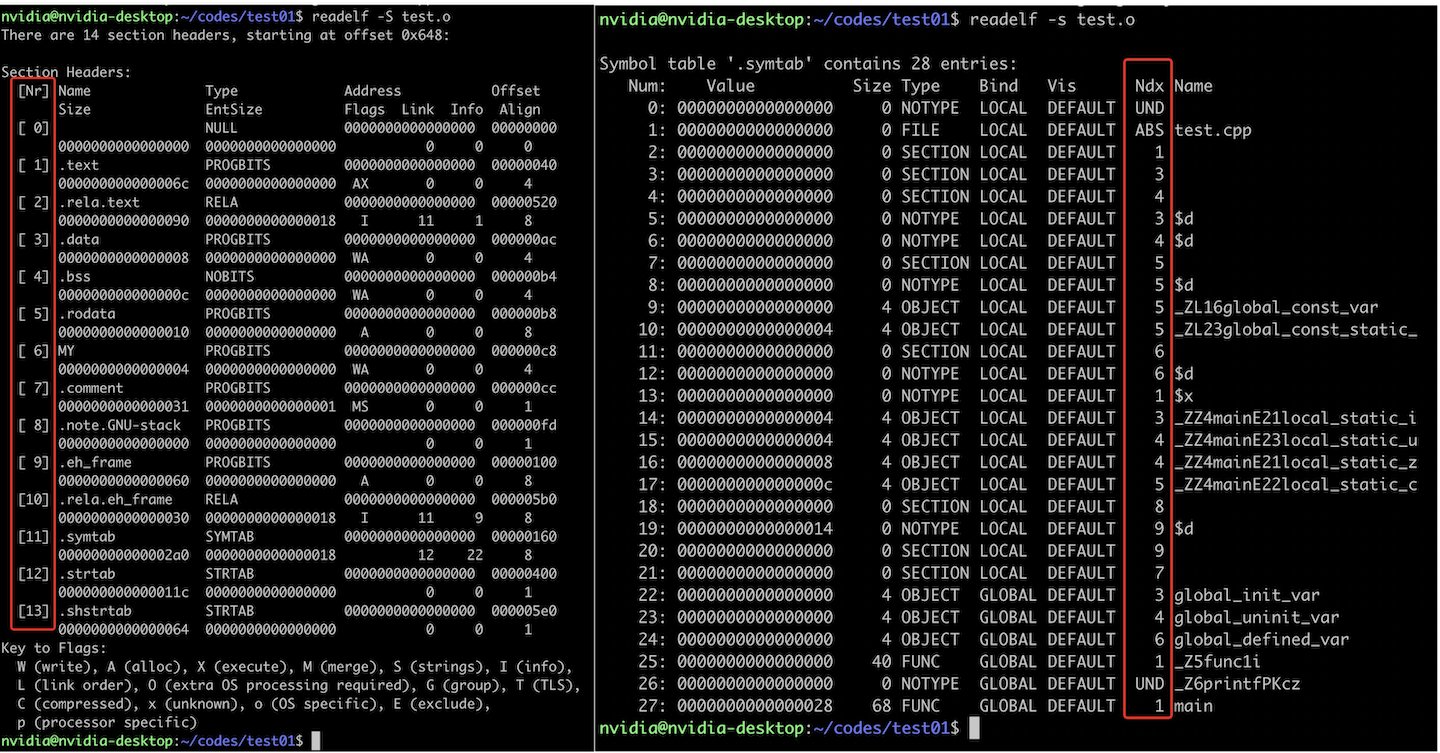 nvidia@nvidia-desktop:~/codes/test01$ readelf -S test.o
There are 14 section headers, starting at offset 0x648:
Section Headers:
[Nr] Name Type Address Offset
Size EntSize Flags Link Info Align
[ 0] NULL 0000000000000000 00000000
0000000000000000 0000000000000000 0 0 0
[ 1] .text PROGBITS 0000000000000000 00000040
000000000000006c 0000000000000000 AX 0 0 4
[ 2] .rela.text RELA 0000000000000000 00000520
0000000000000090 0000000000000018 I 11 1 8
[ 3] .data PROGBITS 0000000000000000 000000ac
0000000000000008 0000000000000000 WA 0 0 4
[ 4] .bss NOBITS 0000000000000000 000000b4
000000000000000c 0000000000000000 WA 0 0 4
[ 5] .rodata PROGBITS 0000000000000000 000000b8
0000000000000010 0000000000000000 A 0 0 8
[ 6] MY PROGBITS 0000000000000000 000000c8
0000000000000004 0000000000000000 WA 0 0 4
[ 7] .comment PROGBITS 0000000000000000 000000cc
0000000000000031 0000000000000001 MS 0 0 1
[ 8] .note.GNU-stack PROGBITS 0000000000000000 000000fd
0000000000000000 0000000000000000 0 0 1
[ 9] .eh_frame PROGBITS 0000000000000000 00000100
0000000000000060 0000000000000000 A 0 0 8
[10] .rela.eh_frame RELA 0000000000000000 000005b0
0000000000000030 0000000000000018 I 11 9 8
[11] .symtab SYMTAB 0000000000000000 00000160
00000000000002a0 0000000000000018 12 22 8
[12] .strtab STRTAB 0000000000000000 00000400
000000000000011c 0000000000000000 0 0 1
[13] .shstrtab STRTAB 0000000000000000 000005e0
0000000000000064 0000000000000000 0 0 1
Key to Flags:
W (write), A (alloc), X (execute), M (merge), S (strings), I (info),
L (link order), O (extra OS processing required), G (group), T (TLS),
C (compressed), x (unknown), o (OS specific), E (exclude),
p (processor specific)
nvidia@nvidia-desktop:~/codes/test01$
nvidia@nvidia-desktop:~/codes/test01$ readelf -s test.o
Symbol table '.symtab' contains 28 entries:
Num: Value Size Type Bind Vis Ndx Name
0: 0000000000000000 0 NOTYPE LOCAL DEFAULT UND
1: 0000000000000000 0 FILE LOCAL DEFAULT ABS test.cpp
2: 0000000000000000 0 SECTION LOCAL DEFAULT 1
3: 0000000000000000 0 SECTION LOCAL DEFAULT 3
4: 0000000000000000 0 SECTION LOCAL DEFAULT 4
5: 0000000000000000 0 NOTYPE LOCAL DEFAULT 3 $d
6: 0000000000000000 0 NOTYPE LOCAL DEFAULT 4 $d
7: 0000000000000000 0 SECTION LOCAL DEFAULT 5
8: 0000000000000000 0 NOTYPE LOCAL DEFAULT 5 $d
9: 0000000000000000 4 OBJECT LOCAL DEFAULT 5 _ZL16global_const_var
10: 0000000000000004 4 OBJECT LOCAL DEFAULT 5 _ZL23global_const_static_
11: 0000000000000000 0 SECTION LOCAL DEFAULT 6
12: 0000000000000000 0 NOTYPE LOCAL DEFAULT 6 $d
13: 0000000000000000 0 NOTYPE LOCAL DEFAULT 1 $x
14: 0000000000000004 4 OBJECT LOCAL DEFAULT 3 _ZZ4mainE21local_static_i
15: 0000000000000004 4 OBJECT LOCAL DEFAULT 4 _ZZ4mainE23local_static_u
16: 0000000000000008 4 OBJECT LOCAL DEFAULT 4 _ZZ4mainE21local_static_z
17: 000000000000000c 4 OBJECT LOCAL DEFAULT 5 _ZZ4mainE22local_static_c
18: 0000000000000000 0 SECTION LOCAL DEFAULT 8
19: 0000000000000014 0 NOTYPE LOCAL DEFAULT 9 $d
20: 0000000000000000 0 SECTION LOCAL DEFAULT 9
21: 0000000000000000 0 SECTION LOCAL DEFAULT 7
22: 0000000000000000 4 OBJECT GLOBAL DEFAULT 3 global_init_var
23: 0000000000000000 4 OBJECT GLOBAL DEFAULT 4 global_uninit_var
24: 0000000000000000 4 OBJECT GLOBAL DEFAULT 6 global_defined_var
25: 0000000000000000 40 FUNC GLOBAL DEFAULT 1 _Z5func1i
26: 0000000000000000 0 NOTYPE GLOBAL DEFAULT UND _Z6printfPKcz
27: 0000000000000028 68 FUNC GLOBAL DEFAULT 1 main
nvidia@nvidia-desktop:~/codes/test01$